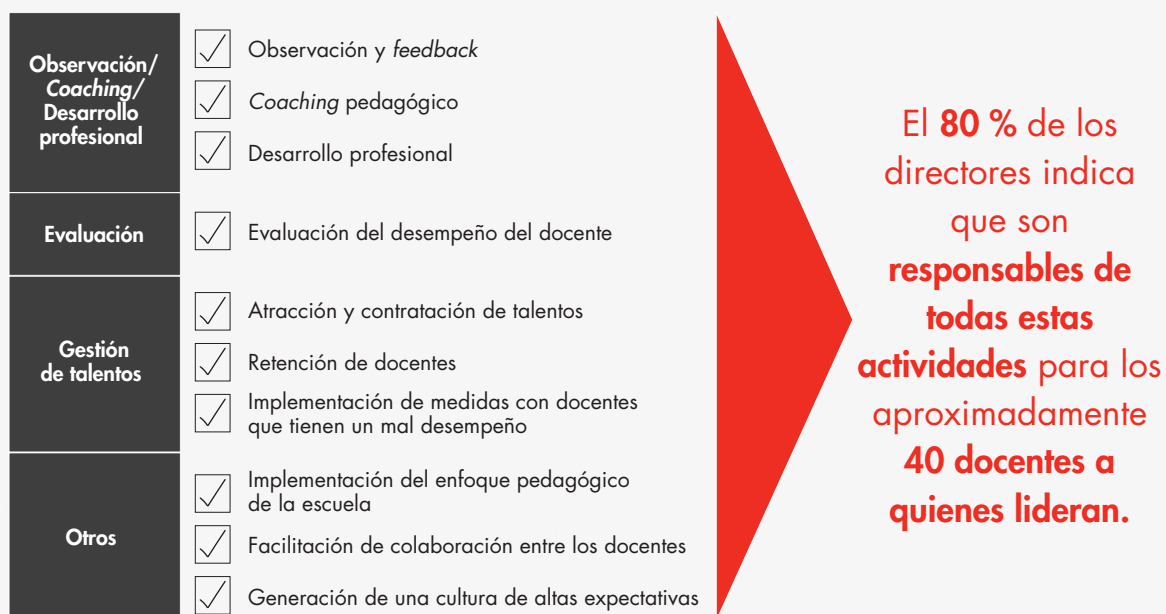 Observación/
Coaching/
Desarrollo
profesional
Observación y feedback
Coaching pedagógico
Desarrollo profesional
Evaluación
Evaluación del desempeño del docente
Gestión
de talentos
Atracción y contratación de talentos
Retención de docentes
Implementación de medidas con docentes
que tienen un mal desempeño
Otros
Implementación del enfoque pedagógico
de la escuela
Facilitación de colaboración entre los docentes
Generación de una cultura de altas expectativas
El 80 % de los
directores indica
que son
responsables de
todas estas
actividades para los
aproximadamente
40 docentes a
quienes lideran.